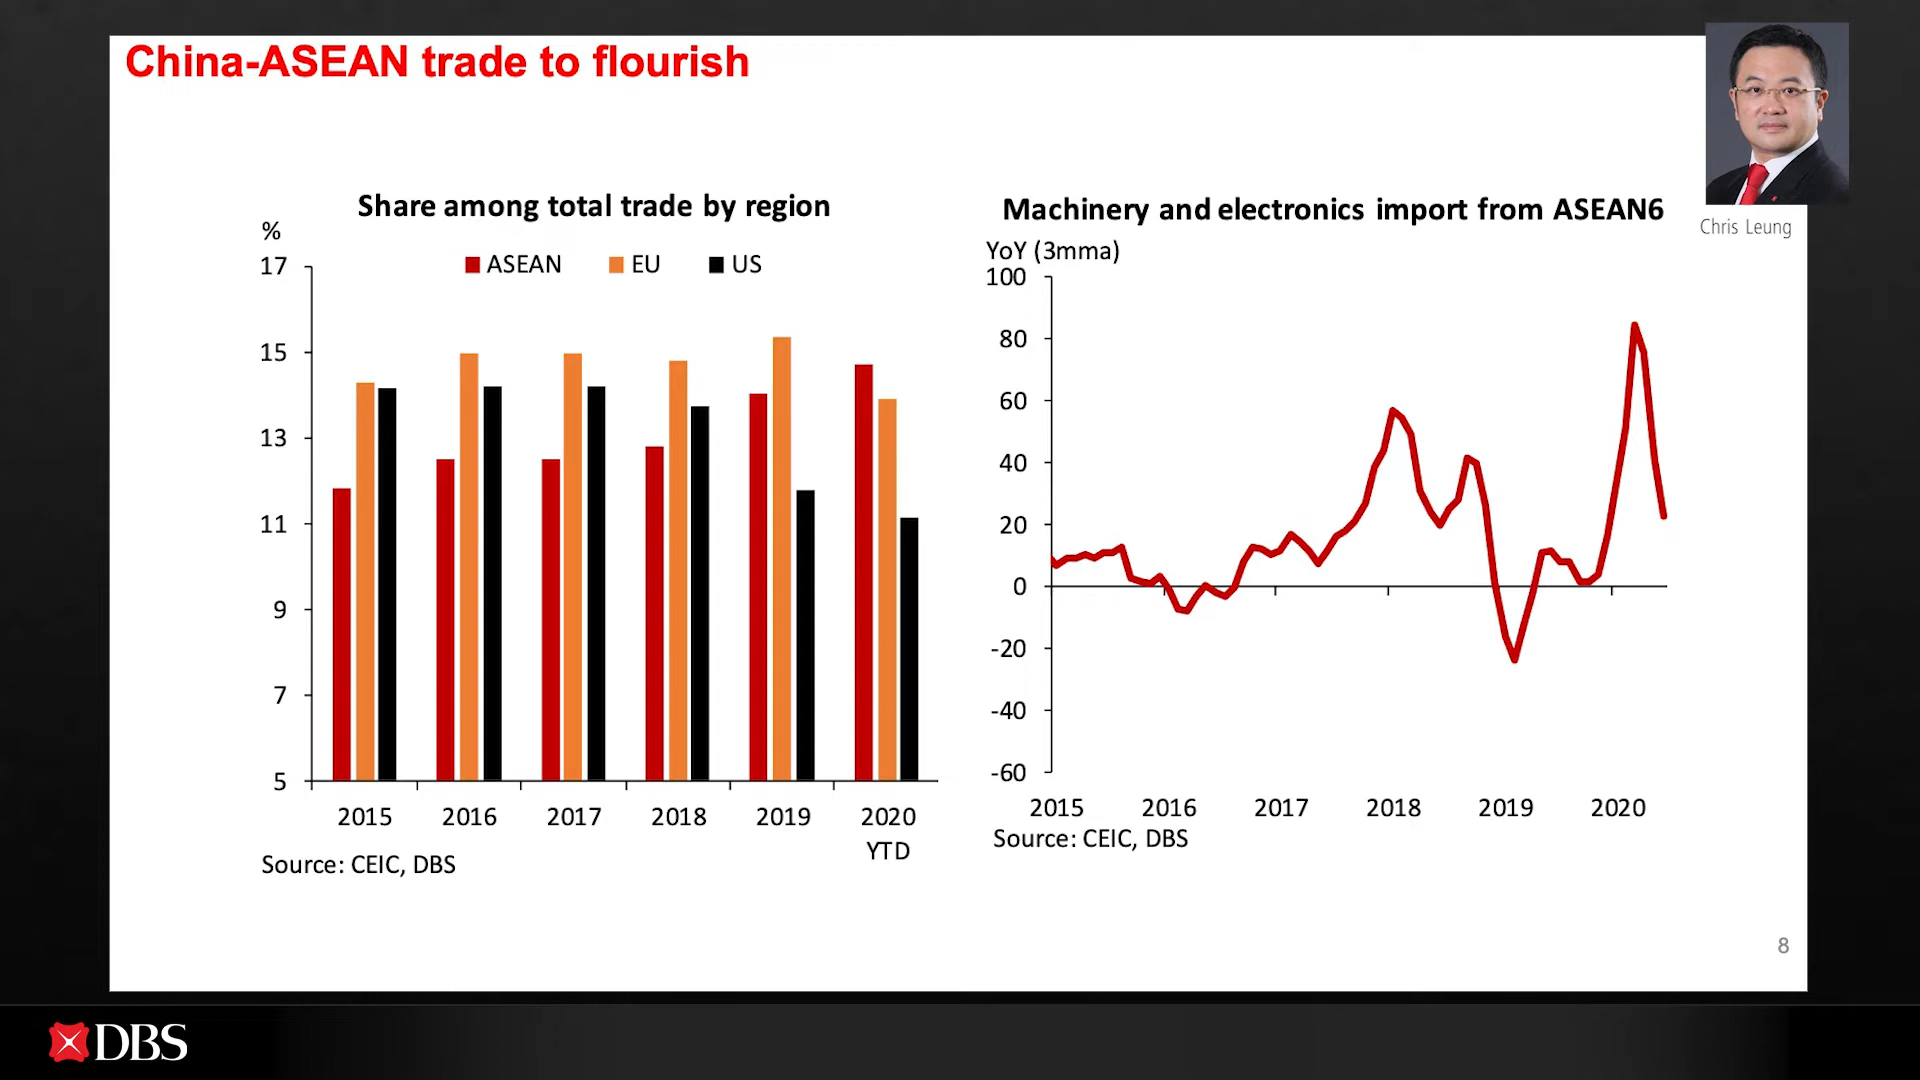 China-ASEAN trade to flourish
Chris Leung
Share among total trade by region
%
ASEAN EU US
17
15
13
11
9
7
5
2015 2016 2017 2018 2019 2020
YTD
Source: CEIC, DBS
Machinery and electronics import from ASEAN6
YoY (3mma)
100
80
60
40
20
0
-20
-40
-60
2015 2016 2017 2018 2019 2020
Source: CEIC, DBS
8
DBS